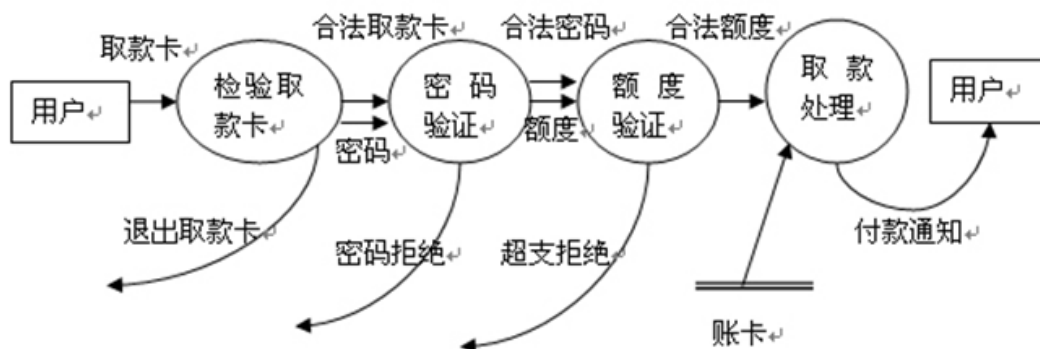 取款卡
合法取款卡
合法密码
合法额度
用户
检验取
款卡
密码
验证
额度
验证
取款
处理
用户
密码
额度
退出取款卡
密码拒绝
超支拒绝
付款通知
账卡